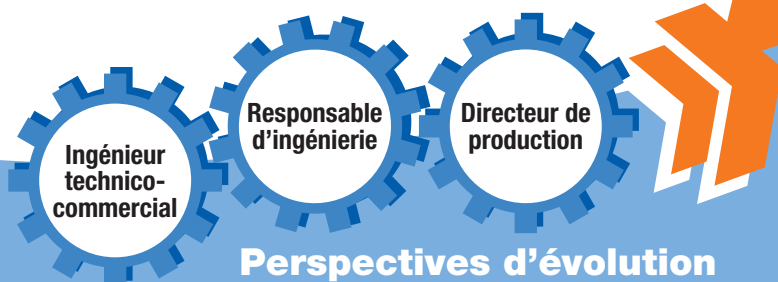 Ingénieur
technico-
commercial
Responsable
d'ingénierie
Directeur de
production
Perspectives d'évolution